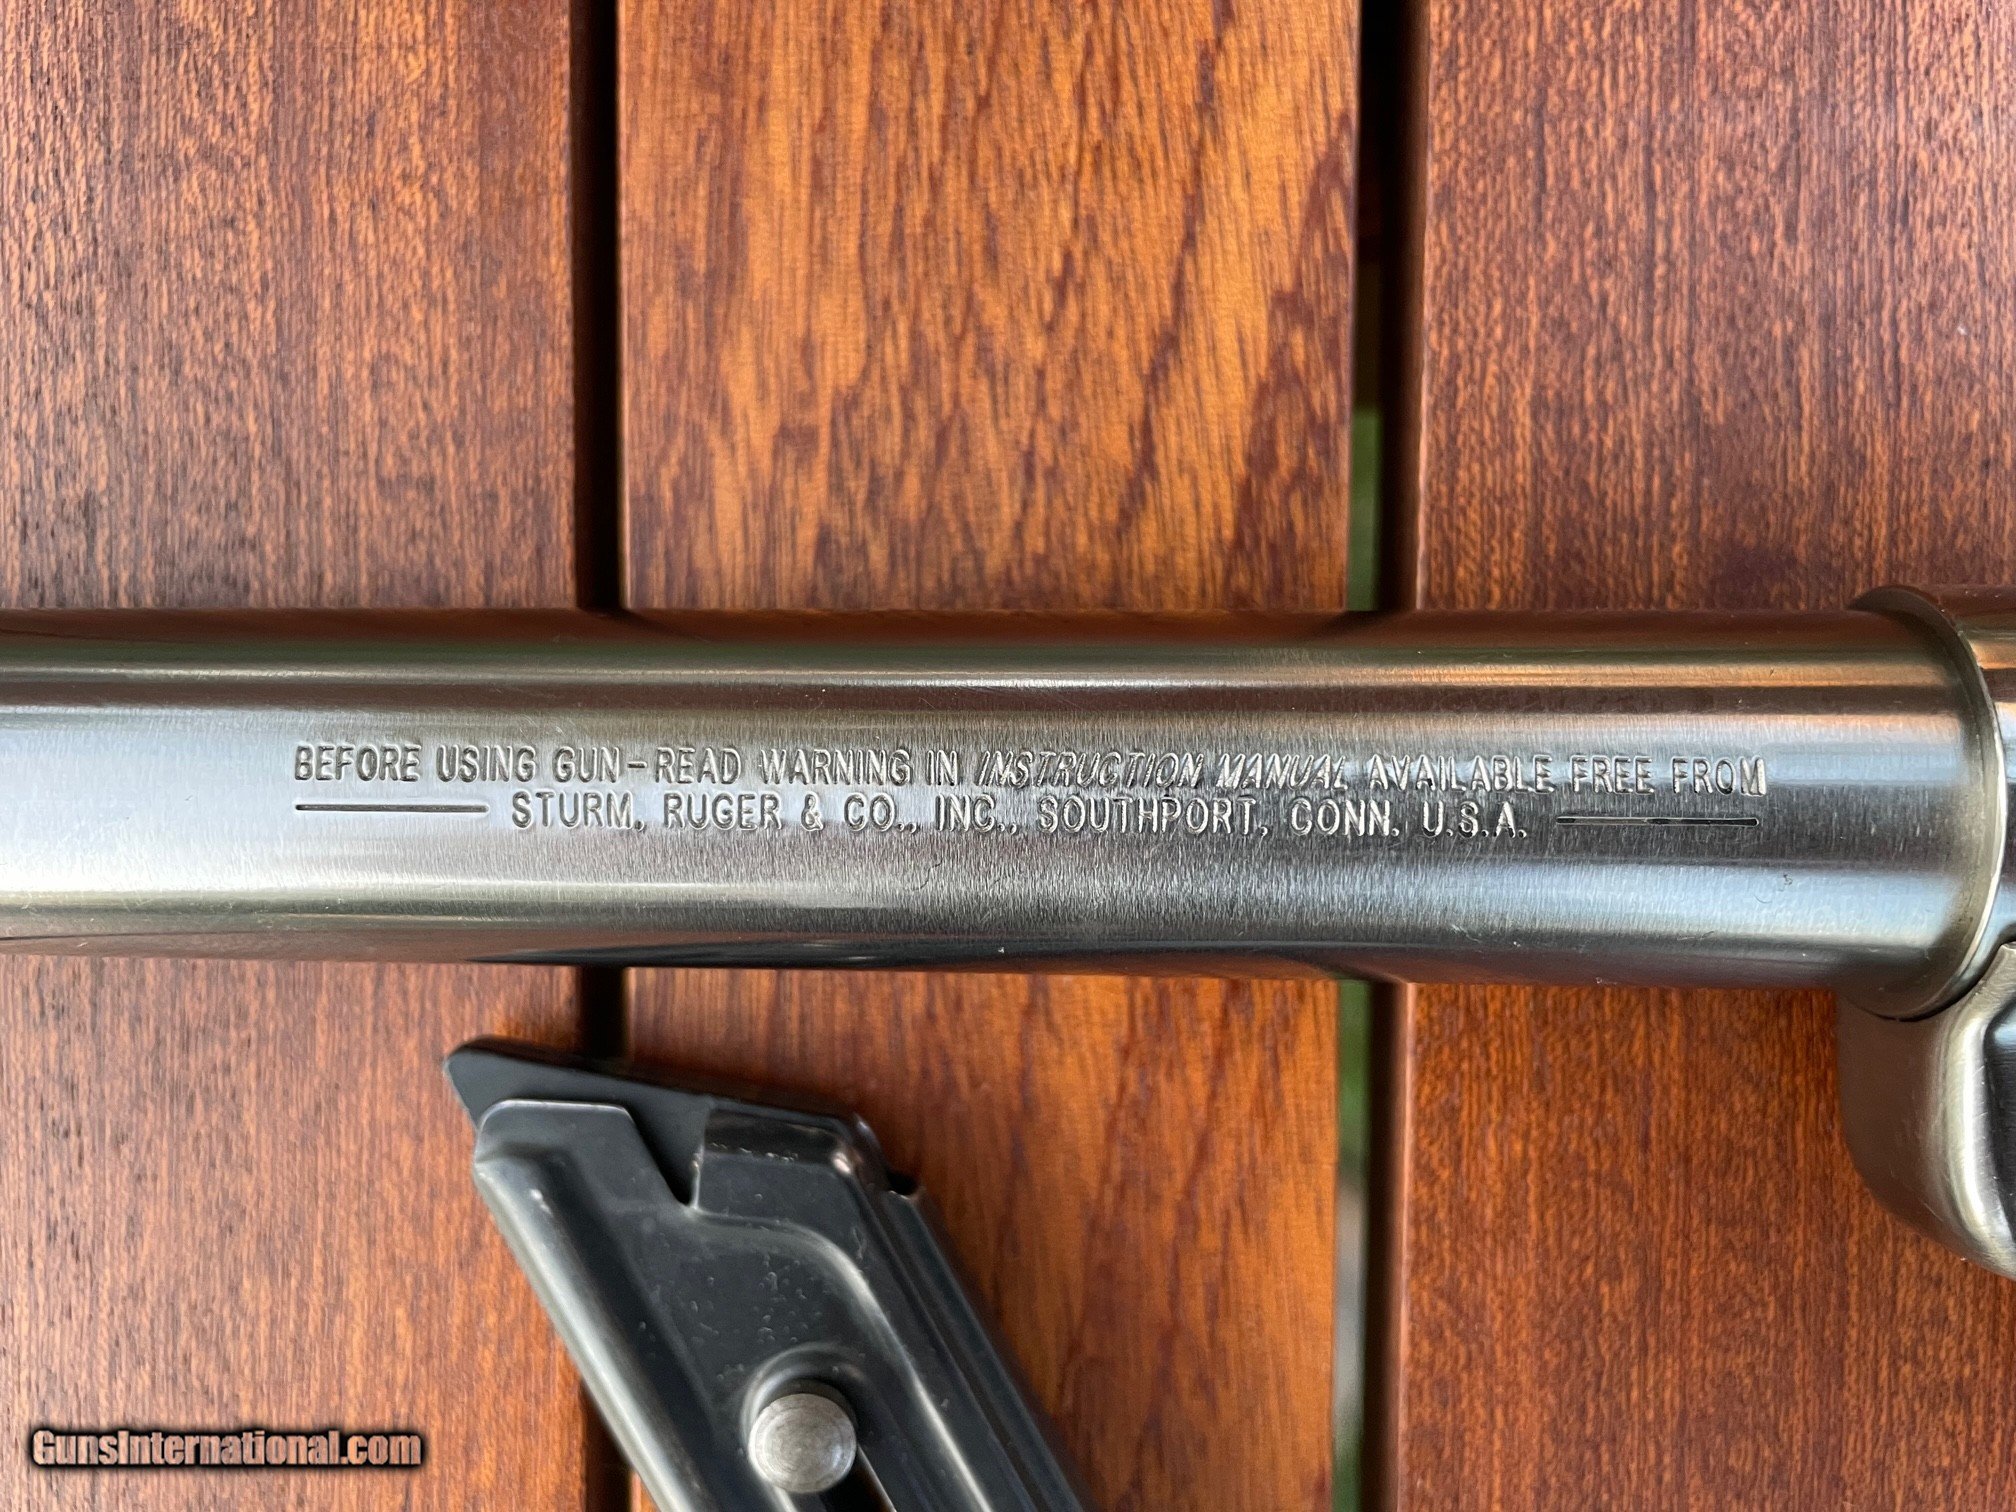 BEFORE USING GUN-READ WARNING IN INSTRUCTION MANUAL AVAILABLE FREE FROM
STURM, RUGER & CO., INC., SOUTHPORT, CONN. U.S.A.
GunsInternational.com